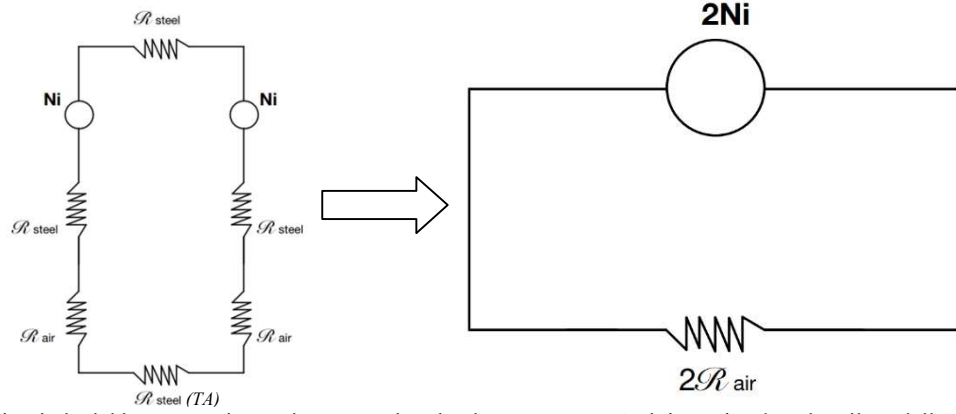 ℛ steel
2Ni
Ni Ni
ℛ steel ℛ steel
ℛ air ℛ air
2ℛ air
ℛ steel (TA)